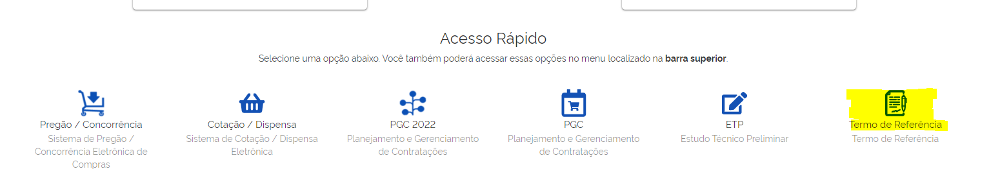 Acesso Rápido
Selecione uma opção abaixo. Você também poderá acessar essas opções no menu localizado na barra superior.
Pregão / Concorrência
Sistema de Pregão /
Concorrência Eletrônica de
Compras
Cotação / Dispensa
Sistema de Cotação / Dispensa
Eletrônica
PGC 2022
Planejamento e Gerenciamento
de Contratações
PGC
Planejamento e Gerenciamento
de Contratações
ETP
Estudo Técnico Preliminar
Termo de Referência
Termo de Referência